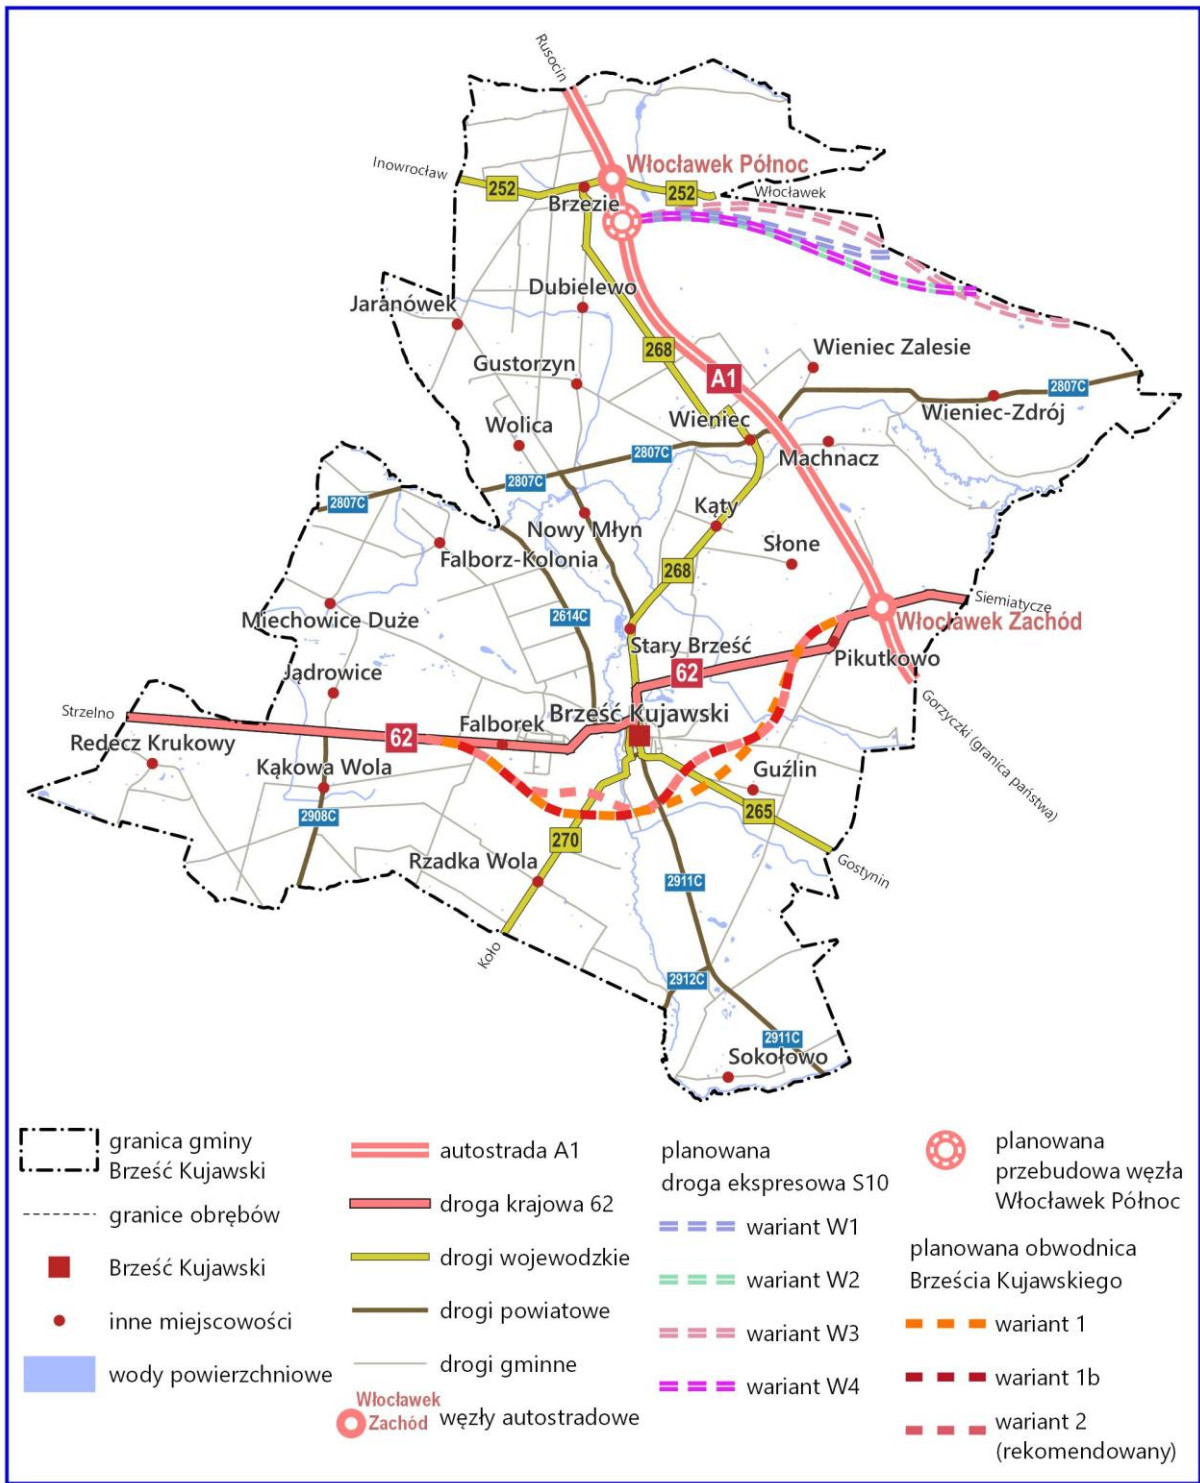 Rusocin
Włocławek Północ
Inowrocław
252
252
Włocławek
Brzezie
Dubielewo
Jaranówek
268
Wieniec Zalesie
Gustorzyn
A1
2807C
Wieniec-Zdrój
Wolica
Wieniec
2807C
Machnacz
2807C
2807C
Kąty
Nowy Młyn
Słone
Falborz-Kolonia
268
Siemiatycze
2614C
Miechowice Duże
Włocławek Zachód
Stary Brześć
Pikutkowo
Jądrowice
62
Strzelno
Falborek
Brześć Kujawski
Gorzyczki (granica państwa)
62
Redecz Krukowy
Kąkowa Wola
Guźlin
2908C
265
270
Gostynin
Rzadka Wola
2911C
Koło
2912C
2911C
Sokołowo
granica gminy
Brześć Kujawski
granice obrębów
Brześć Kujawski
inne miejscowości
wody powierzchniowe
autostrada A1
droga krajowa 62
drogi wojewodzkie
drogi powiatowe
drogi gminne
Włocławek
Zachód
węzły autostradowe
planowana
droga ekspresowa S10
wariant W1
wariant W2
wariant W3
wariant W4
planowana
przebudowa węzła
Włocławek Północ
planowana obwodnica
Brześcia Kujawskiego
wariant 1
wariant 1b
wariant 2
(rekomendowany)